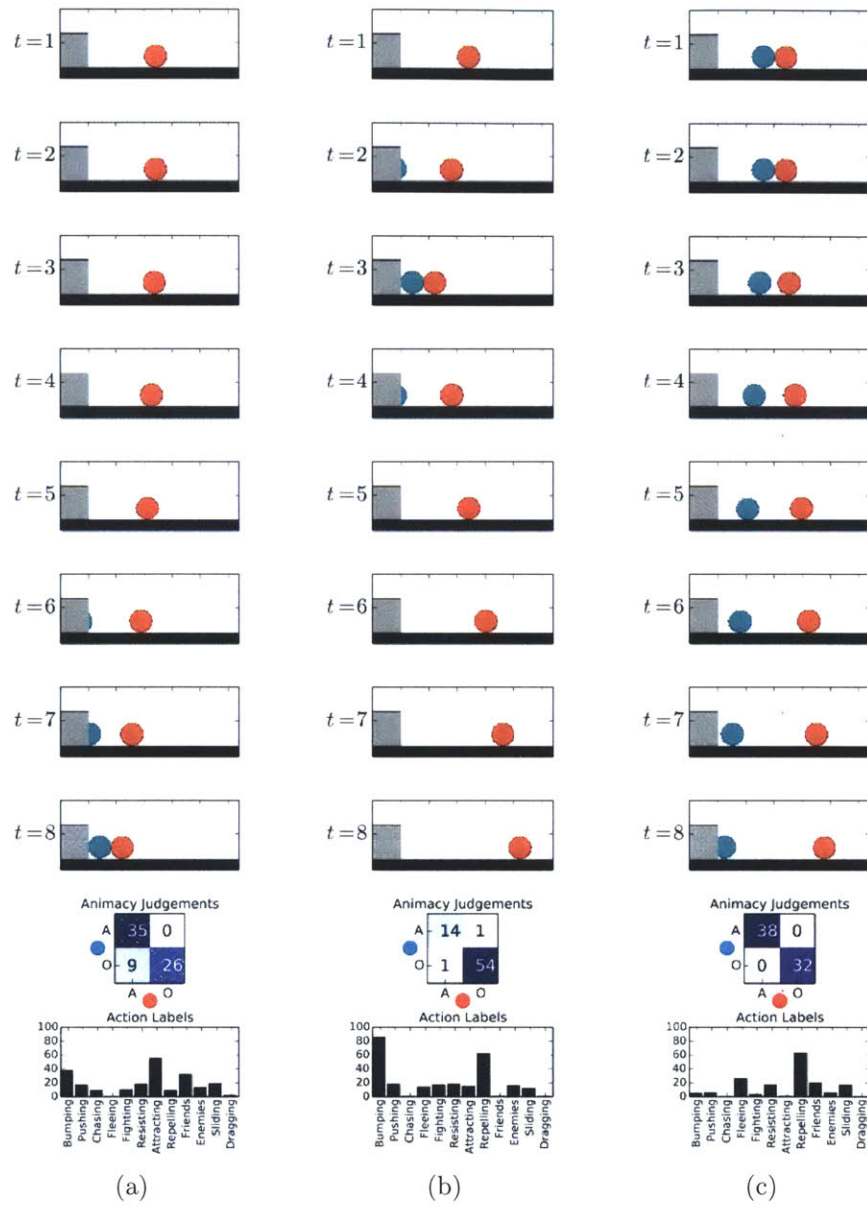 t=1 t=1 t=1
t=2 t=2 t=2
t=3 t=3 t=3
t=4 t=4 t=4
t=5 t=5 t=5
t=6 t=6 t=6
t=7 t=7 t=7
t=8 t=8 t=8
Animacy Judgements Animacy Judgements Animacy Judgements
A 35 0 A 14 1 A 38 0
O 9 26 O 1 54 O 0 32
A O A O A O
Action Labels Action Labels Action Labels
100 100 100
80 80 80
60 60 60
40 40 40
20 20 20
0 0 0
Bumping Pushing Chasing Fleeing Fighting Resisting Attracting Repelling Friends Enemies Sliding Dragging Bumping Pushing Chasing Fleeing Fighting Resisting Attracting Repelling Friends Enemies Sliding Dragging Bumping Pushing Chasing Fleeing Fighting Resisting Attracting Repelling Friends Enemies Sliding Dragging
(a) (b) (c)